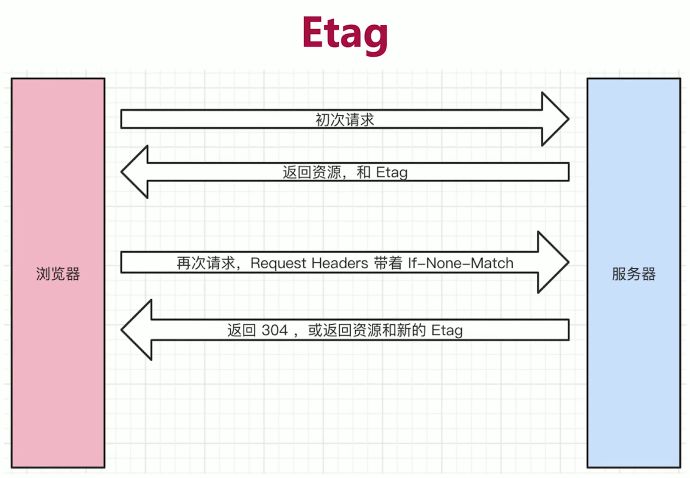 Etag
初次请求
返回资源，和 Etag
浏览器
再次请求，Request Headers 带着 If-None-Match
服务器
返回 304 ，或返回资源和新的 Etag